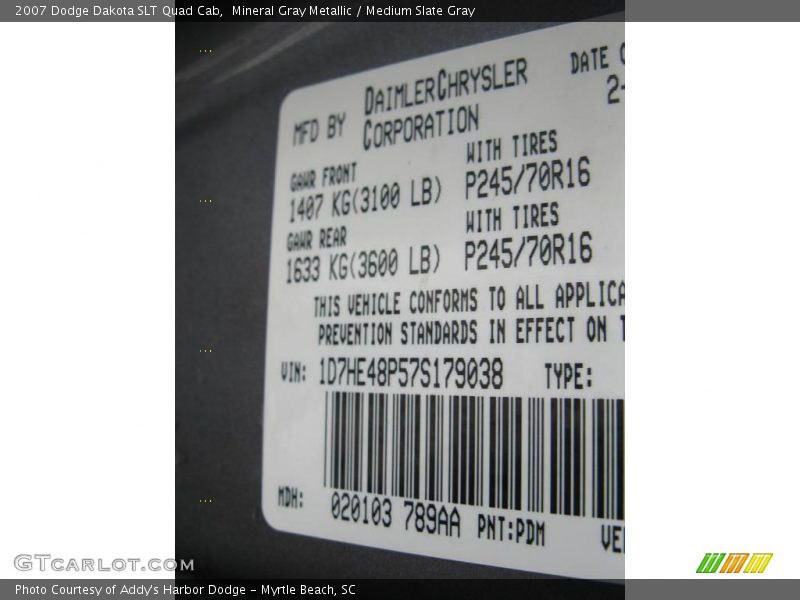 2007 Dodge Dakota SLT Quad Cab, Mineral Gray Metallic / Medium Slate Gray
MFD BY DAIMLERCHRYSLER CORPORATION
DATE
2-
GAWR FRONT
WITH TIRES
1407 KG(3100 LB)
P245/70R16
GAWR REAR
WITH TIRES
1633 KG(3600 LB)
P245/70R16
THIS VEHICLE CONFORMS TO ALL APPLICA
PREVENTION STANDARDS IN EFFECT ON T
VIN: 1D7HE48P57S179038 TYPE:
MDH: 020103 789AA PNT:PDM VE
GTCARLOT.COM
Photo Courtesy of Addy's Harbor Dodge - Myrtle Beach, SC